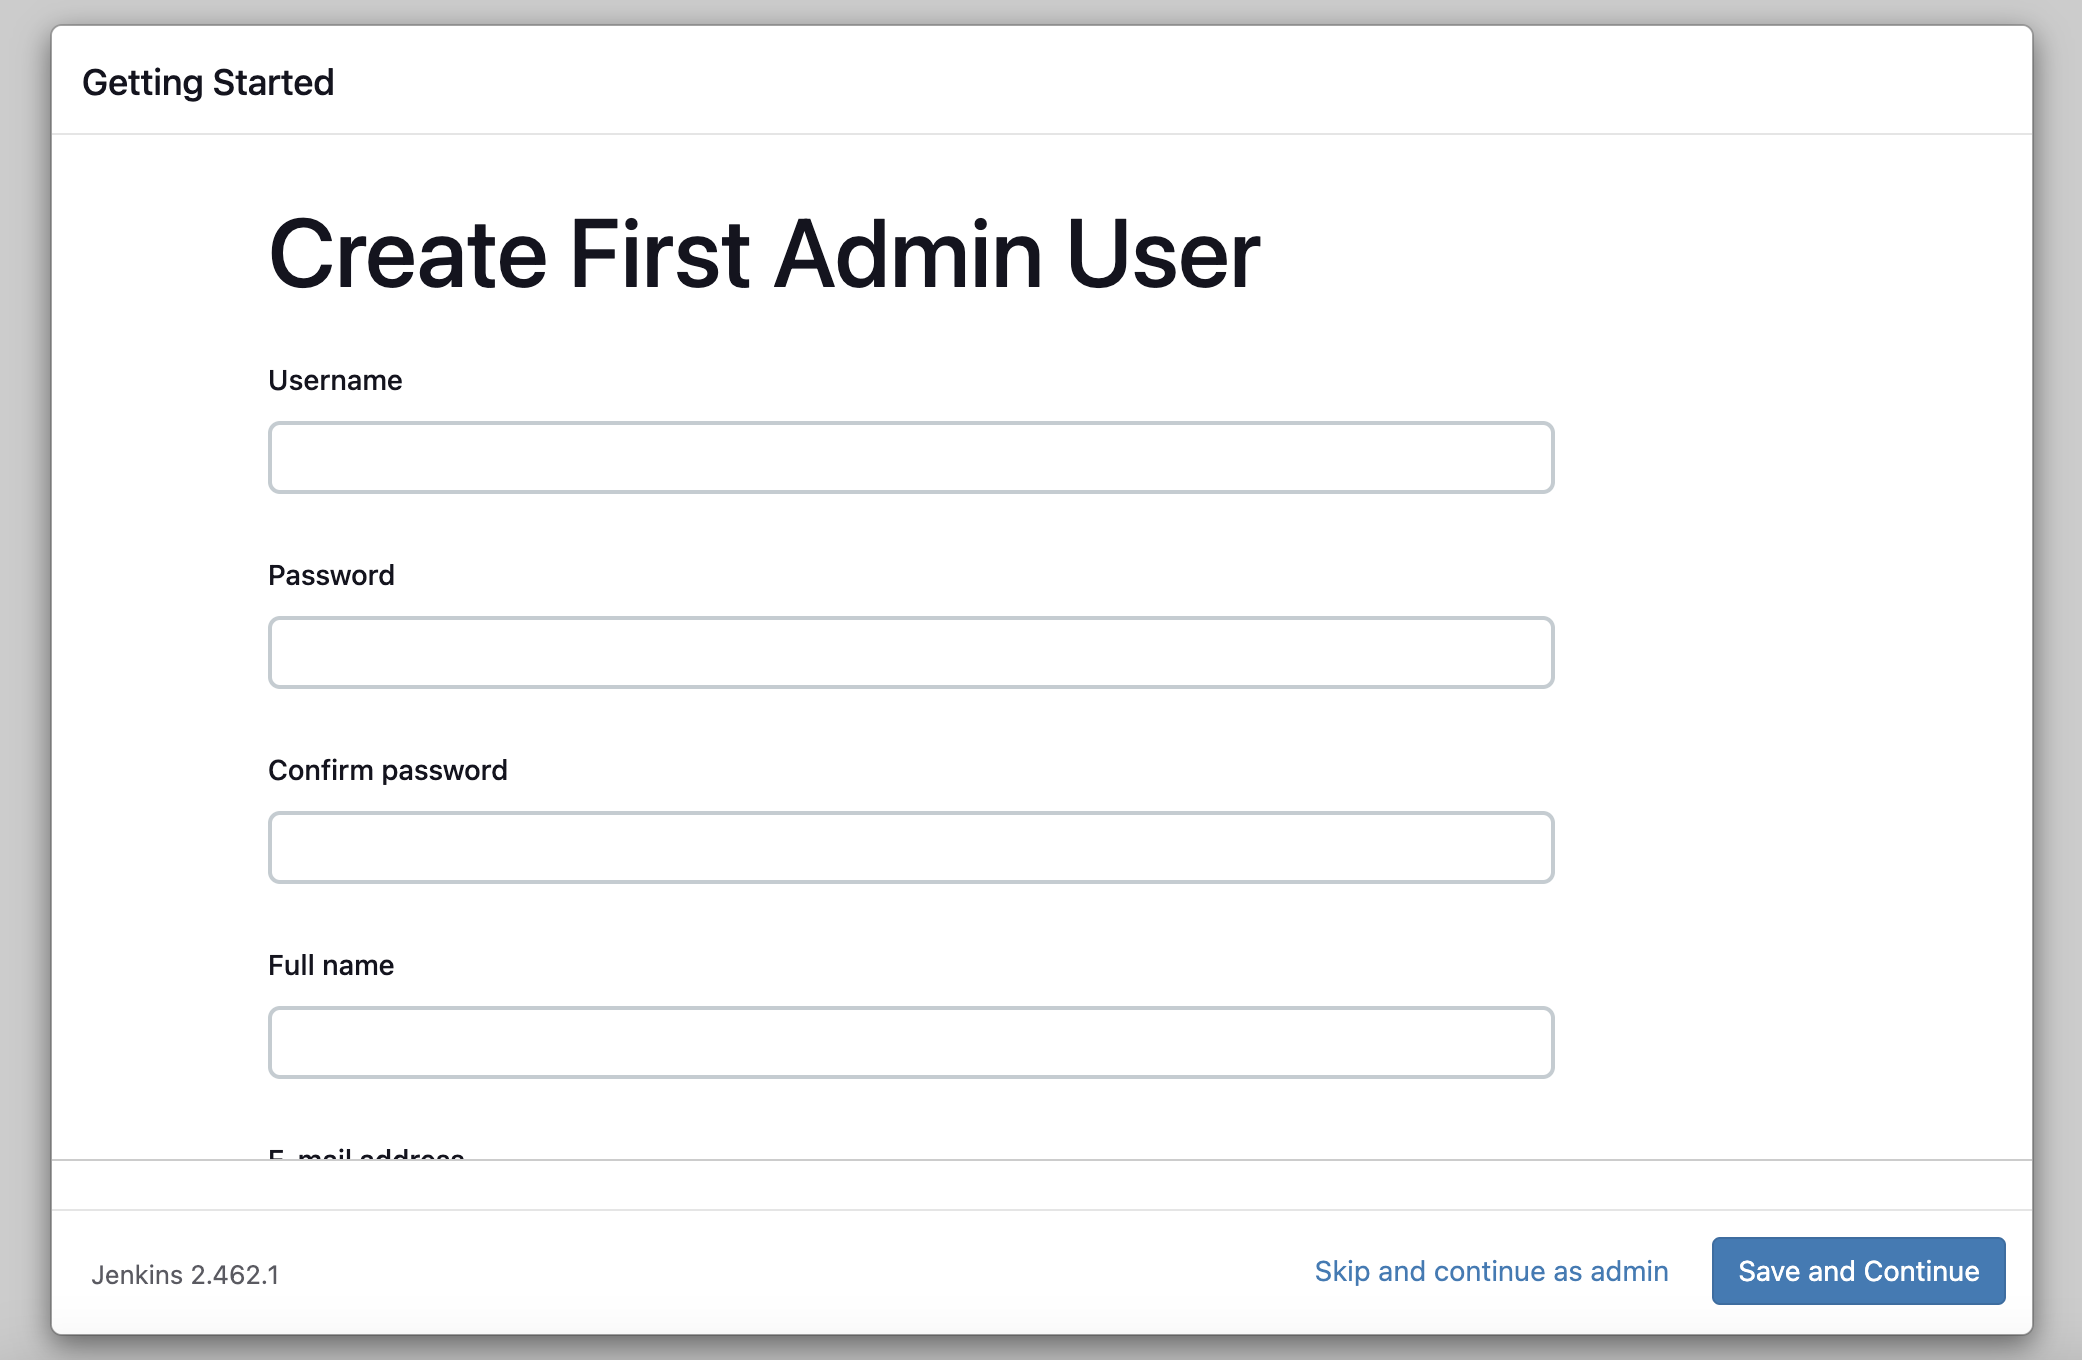 Getting Started
Create First Admin User
Username
Password
Confirm password
Full name
E-mail address
Jenkins 2.462.1
Skip and continue as admin
Save and Continue